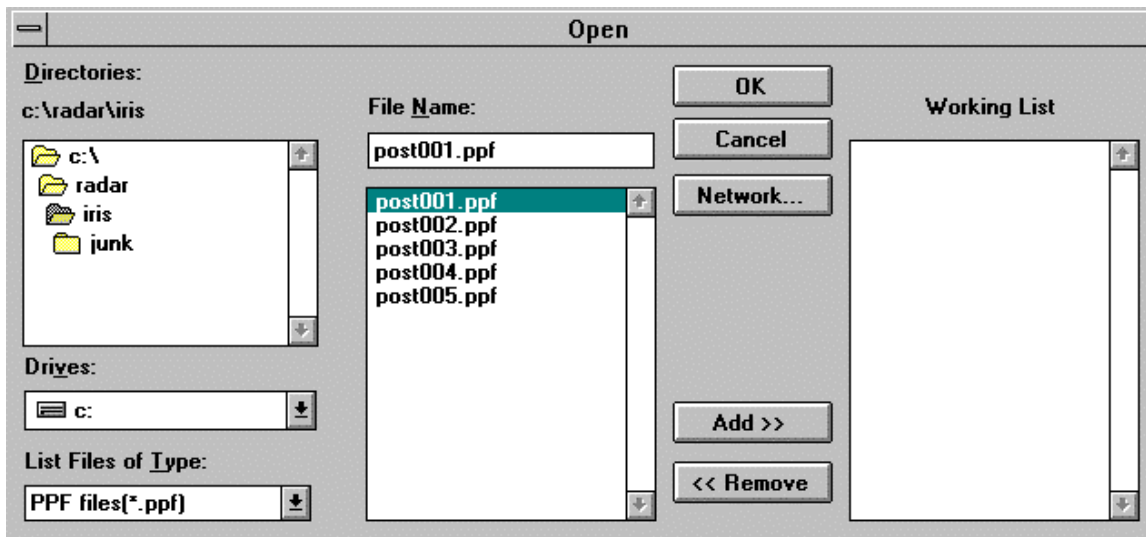 Open
Directories:
c:\radar\iris
c:\
radar
iris
junk
Drives:
c:
List Files of Type:
PPF files(*.ppf)
File Name:
post001.ppf
post001.ppf
post002.ppf
post003.ppf
post004.ppf
post005.ppf
OK
Cancel
Network...
Add >>
<< Remove
Working List